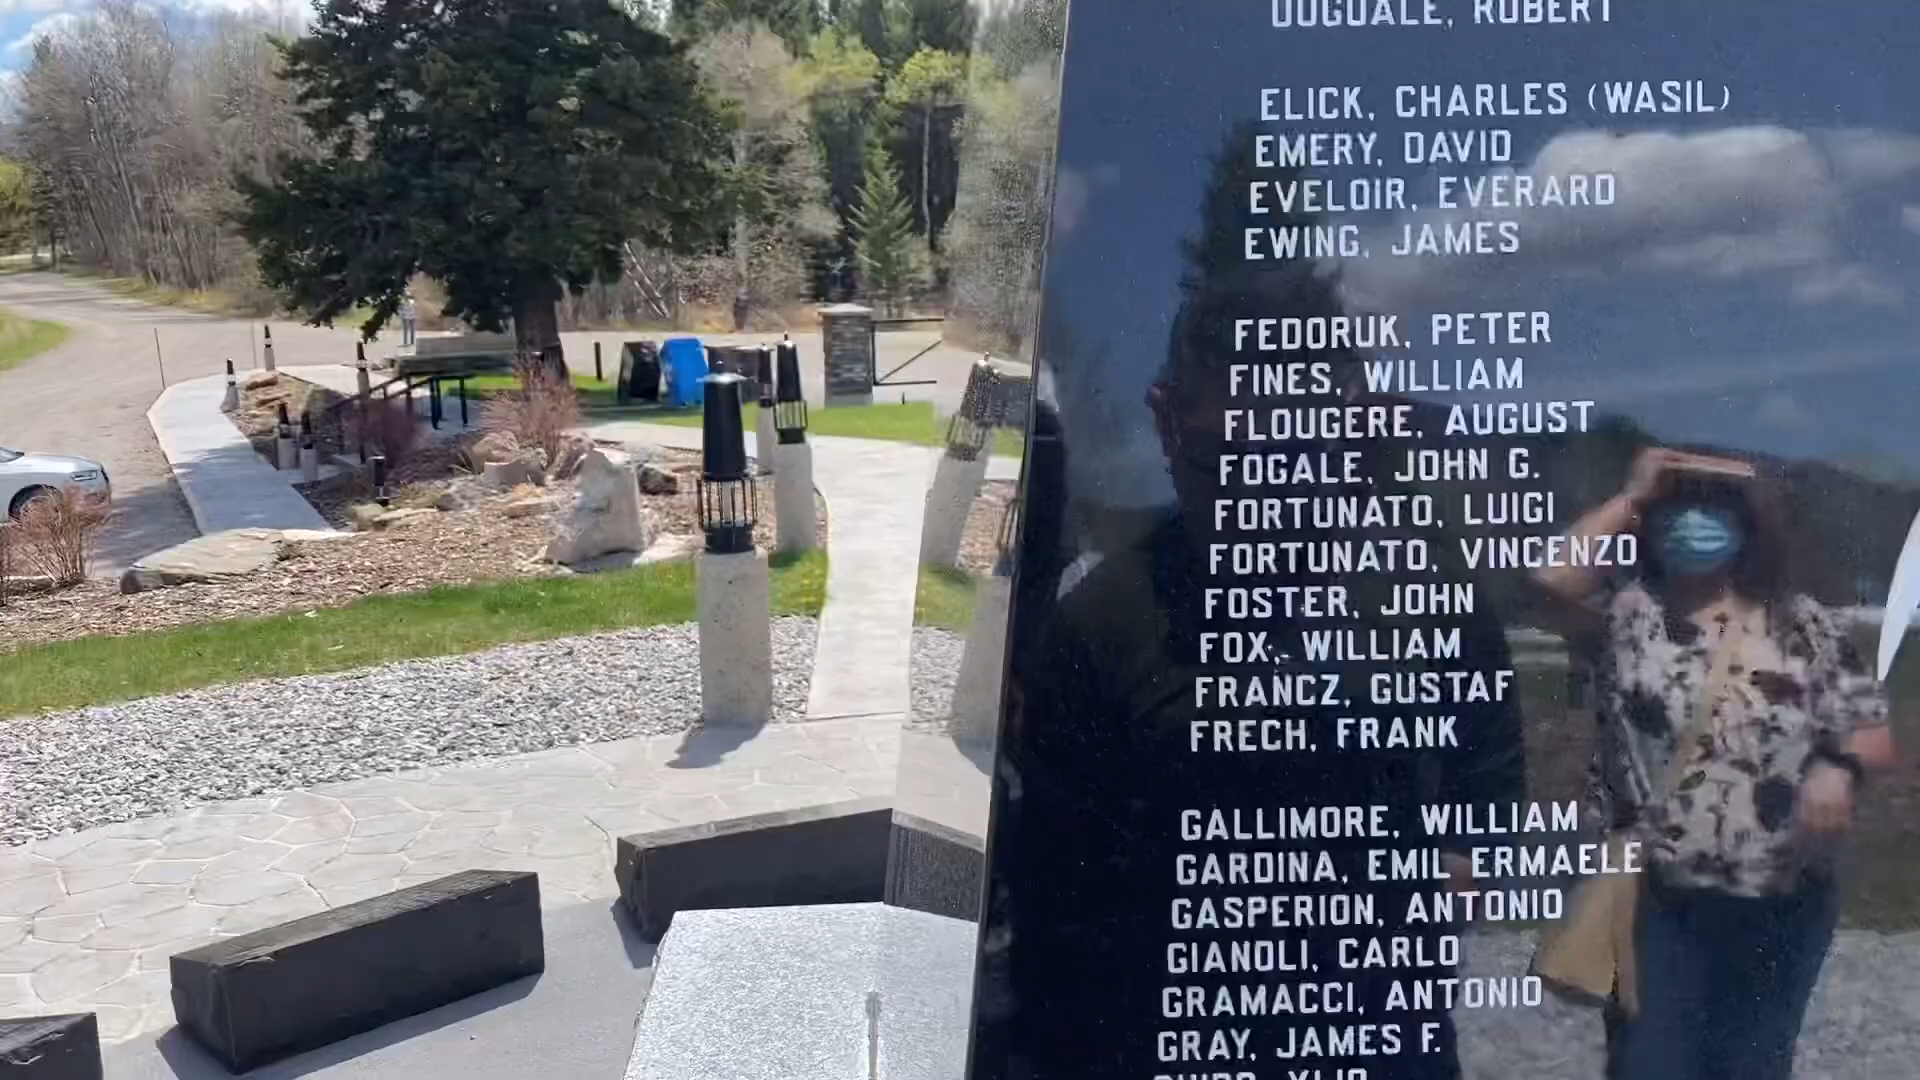 DUGDALE, ROBERT
ELICK, CHARLES (WASIL)
EMERY, DAVID
EVELOIR, EVERARD
EWING, JAMES
FEDORUK, PETER
FINES, WILLIAM
FLOUGERE, AUGUST
FOGALE, JOHN G.
FORTUNATO, LUIGI
FORTUNATO, VINCENZO
FOSTER, JOHN
FOX, WILLIAM
FRANCZ, GUSTAF
FRECH, FRANK
GALLIMORE, WILLIAM
GARDINA, EMIL ERMAELE
GASPERION, ANTONIO
GIANOLI, CARLO
GRAMACCI, ANTONIO
GRAY, JAMES F.